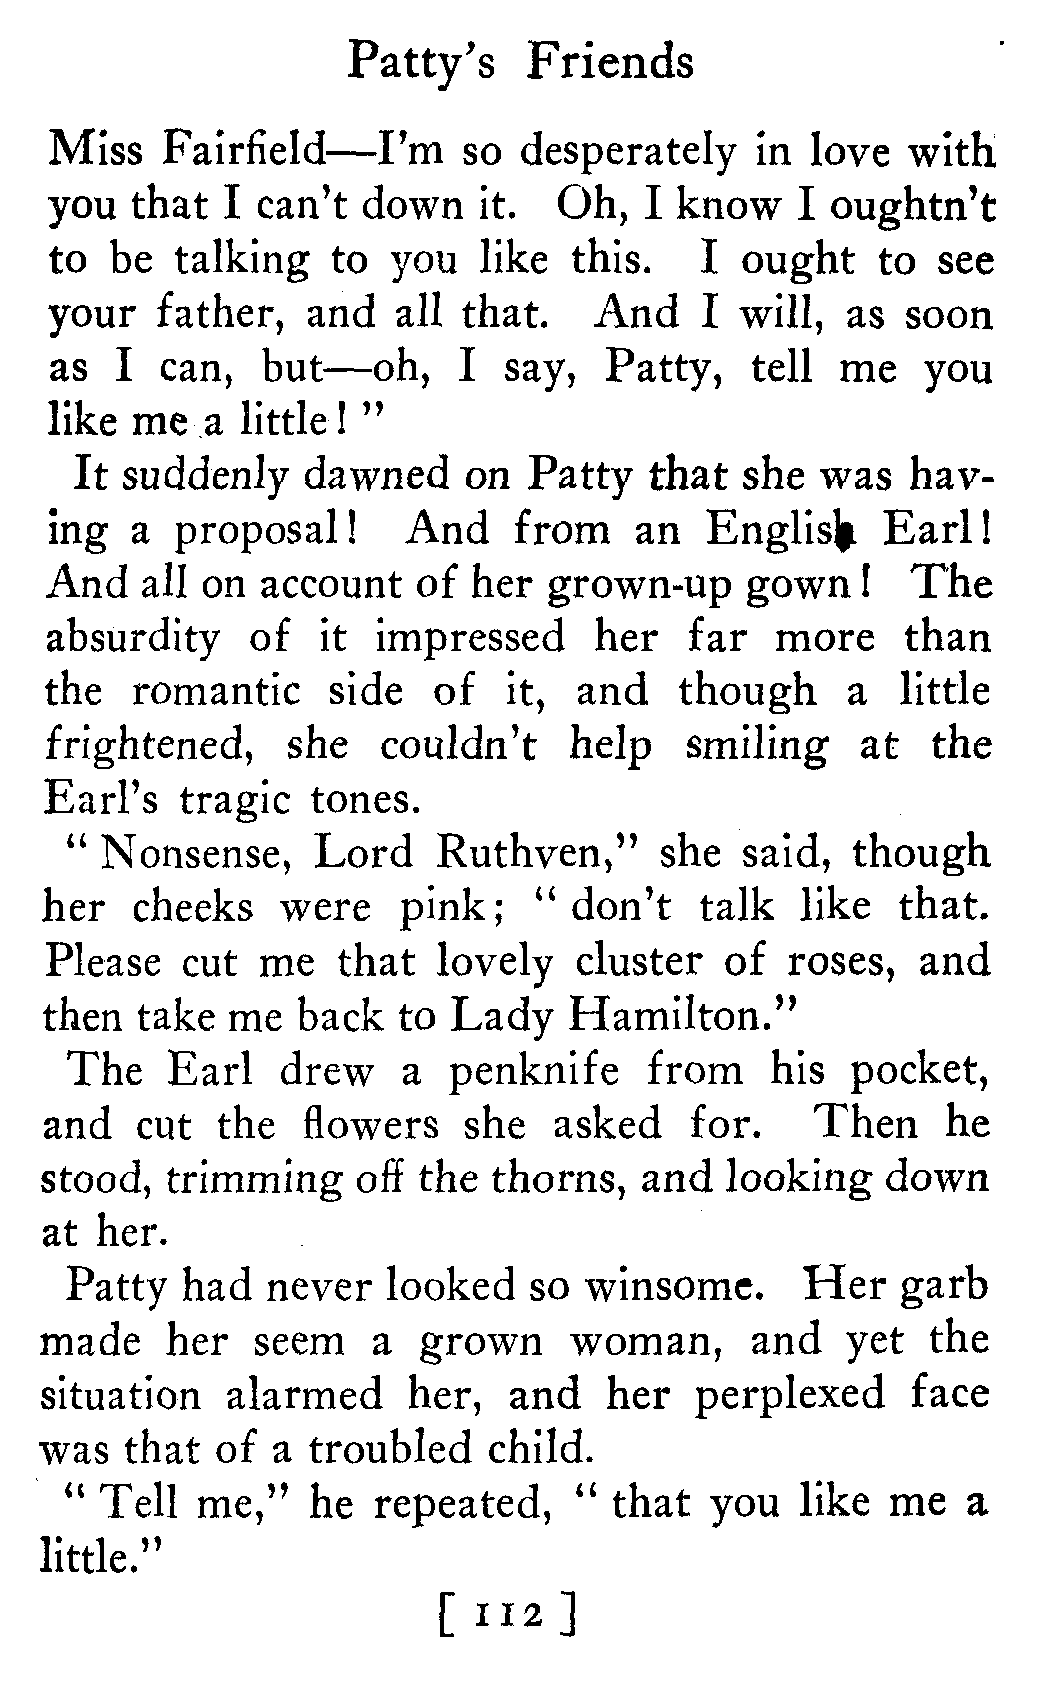 Patty's Friends
Miss Fairfield—I'm so desperately in love with
you that I can't down it. Oh, I know I oughtn't
to be talking to you like this. I ought to see
your father, and all that. And I will, as soon
as I can, but—oh, I say, Patty, tell me you
like me a little! "
It suddenly dawned on Patty that she was hav-
ing a proposal! And from an English Earl!
And all on account of her grown-up gown! The
absurdity of it impressed her far more than
the romantic side of it, and though a little
frightened, she couldn't help smiling at the
Earl's tragic tones.
" Nonsense, Lord Ruthven," she said, though
her cheeks were pink; " don't talk like that.
Please cut me that lovely cluster of roses, and
then take me back to Lady Hamilton."
The Earl drew a penknife from his pocket,
and cut the flowers she asked for. Then he
stood, trimming off the thorns, and looking down
at her.
Patty had never looked so winsome. Her garb
made her seem a grown woman, and yet the
situation alarmed her, and her perplexed face
was that of a troubled child.
" Tell me," he repeated, " that you like me a
little."
[ 112 ]